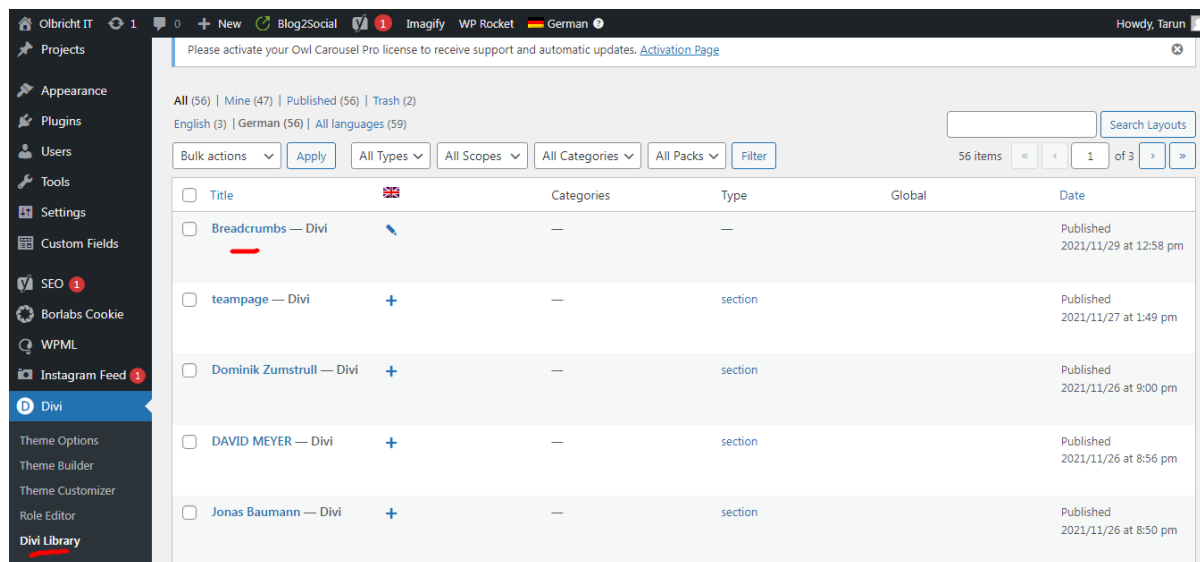 Olbricht IT 1 0 + New Blog2Social 1 Imagify WP Rocket German ? Howdy, Tarun
Projects
Appearance
Plugins
Users
Tools
Settings
Custom Fields
SEO 1
Borlabs Cookie
WPML
Instagram Feed 1
D Divi
Theme Options
Theme Builder
Theme Customizer
Role Editor
Divi Library
Please activate your Owl Carousel Pro license to receive support and automatic updates. Activation Page
All (56) | Mine (47) | Published (56) | Trash (2)
English (3) | German (56) | All languages (59)
Search Layouts
Bulk actions Apply All Types All Scopes All Categories All Packs Filter 56 items « ‹ 1 of 3 › »
Title Categories Type Global Date
Breadcrumbs — Divi — — Published
2021/11/29 at 12:58 pm
teampage — Divi + — section Published
2021/11/27 at 1:49 pm
Dominik Zumstrull — Divi + — section Published
2021/11/26 at 9:00 pm
DAVID MEYER — Divi + — section Published
2021/11/26 at 8:56 pm
Jonas Baumann — Divi + — section Published
2021/11/26 at 8:50 pm